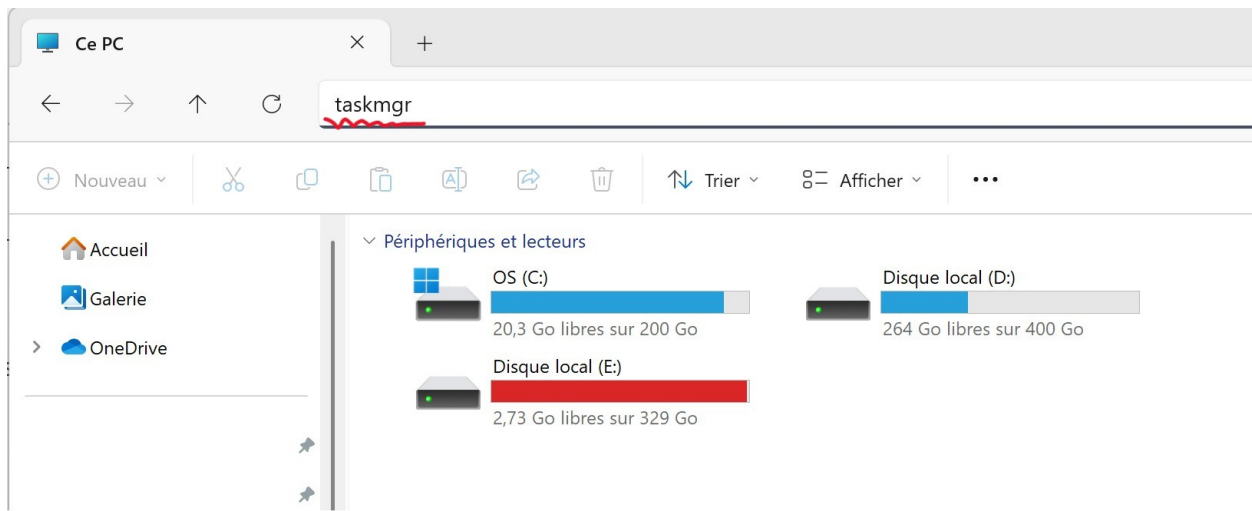 Ce PC
taskmgr
Nouveau
Trier
Afficher
Accueil
Galerie
OneDrive
Périphériques et lecteurs
OS (C:)
20,3 Go libres sur 200 Go
Disque local (D:)
264 Go libres sur 400 Go
Disque local (E:)
2,73 Go libres sur 329 Go